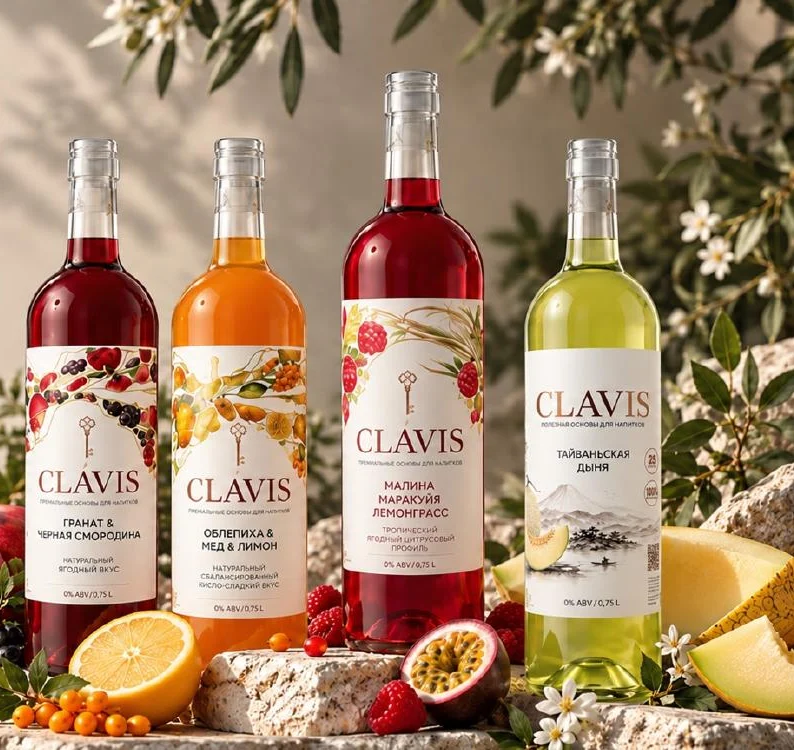 CLAVIS
ПРЕМИАЛЬНЫЕ ОСНОВЫ ДЛЯ НАПИТКОВ
ГРАНАТ &
ЧЕРНАЯ СМОРОДИНА
НАТУРАЛЬНЫЙ
ЯГОДНЫЙ ВКУС
0% ABV / 0,75 L
CLAVIS
ПРЕМИАЛЬНЫЕ ОСНОВЫ ДЛЯ НАПИТКОВ
ОБЛЕПИХА &
МЕД & ЛИМОН
НАТУРАЛЬНЫЙ
СБАЛАНСИРОВАННЫЙ
КИСЛО-СЛАДКИЙ ВКУС
0% ABV / 0,75 L
CLAVIS
ПРЕМИАЛЬНЫЕ ОСНОВЫ ДЛЯ НАПИТКОВ
МАЛИНА
МАРАКУЙЯ
ЛЕМОНГРАСС
ТРОПИЧЕСКИЙ
ЯГОДНЫЙ ЦИТРУСОВЫЙ
ПРОФИЛЬ
0% ABV / 0,75 L
CLAVIS
ПОЛЕЗНАЯ ОСНОВЫ ДЛЯ НАПИТКОВ
ТАЙВАНЬСКАЯ
ДЫНЯ
25
100%
0% ABV / 0,75 L